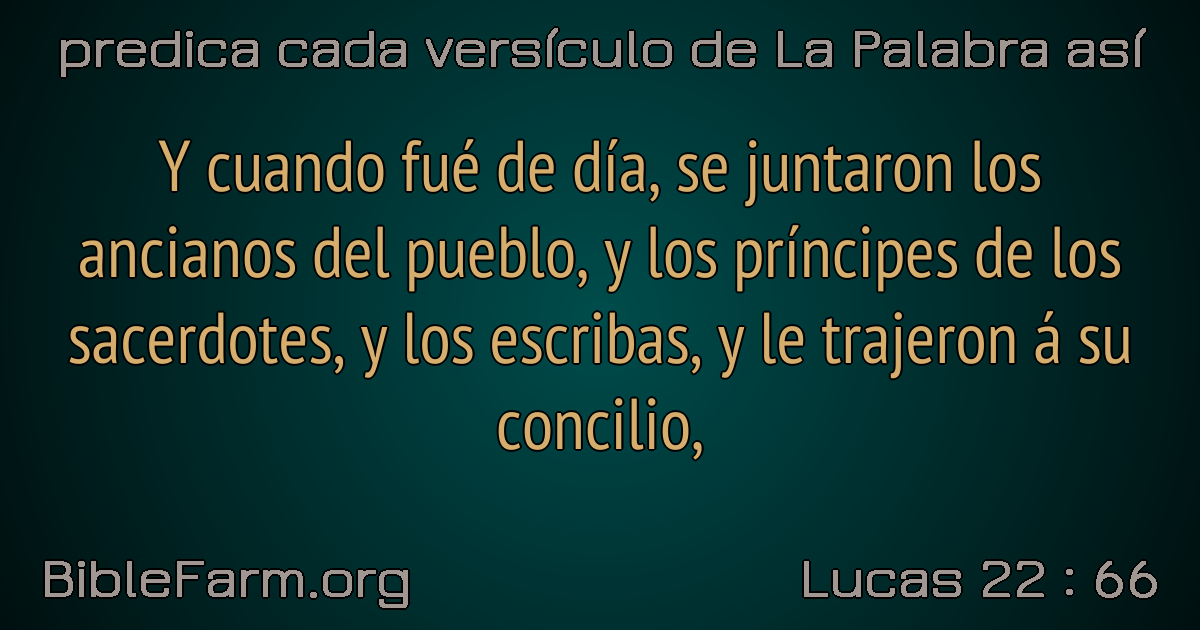 predica cada versículo de La Palabra así
Y cuando fué de día, se juntaron los
ancianos del pueblo, y los príncipes de los
sacerdotes, y los escribas, y le trajeron á su
concilio,
BibleFarm.org
Lucas 22 : 66